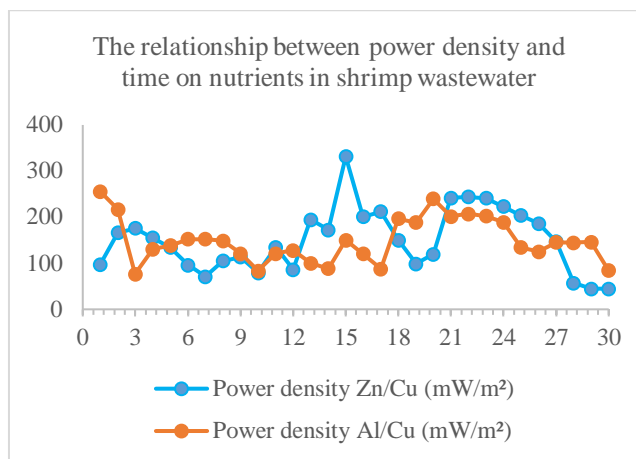 The relationship between power density and
time on nutrients in shrimp wastewater
400
300
200
100
0
0 3 6 9 12 15 18 21 24 27 30
Power density Zn/Cu (mW/m²)
Power density Al/Cu (mW/m²)